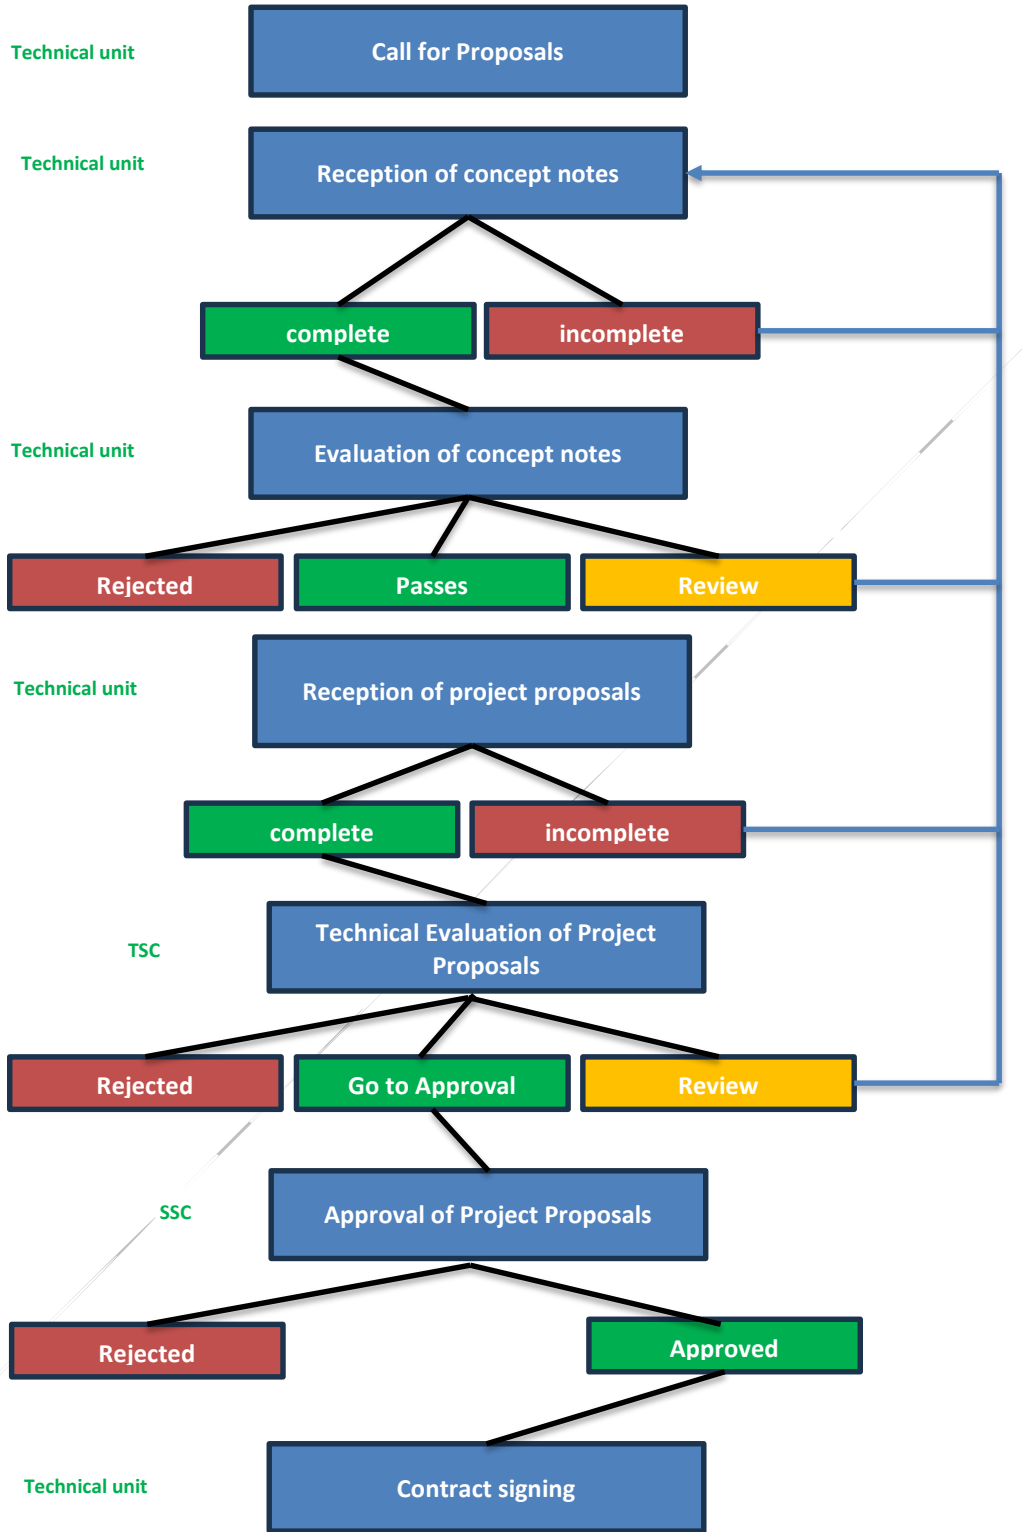 Technical unit
Call for Proposals
Technical unit
Reception of concept notes
complete
incomplete
Technical unit
Evaluation of concept notes
Rejected
Passes
Review
Technical unit
Reception of project proposals
complete
incomplete
TSC
Technical Evaluation of Project
Proposals
Rejected
Go to Approval
Review
SSC
Approval of Project Proposals
Rejected
Approved
Technical unit
Contract signing